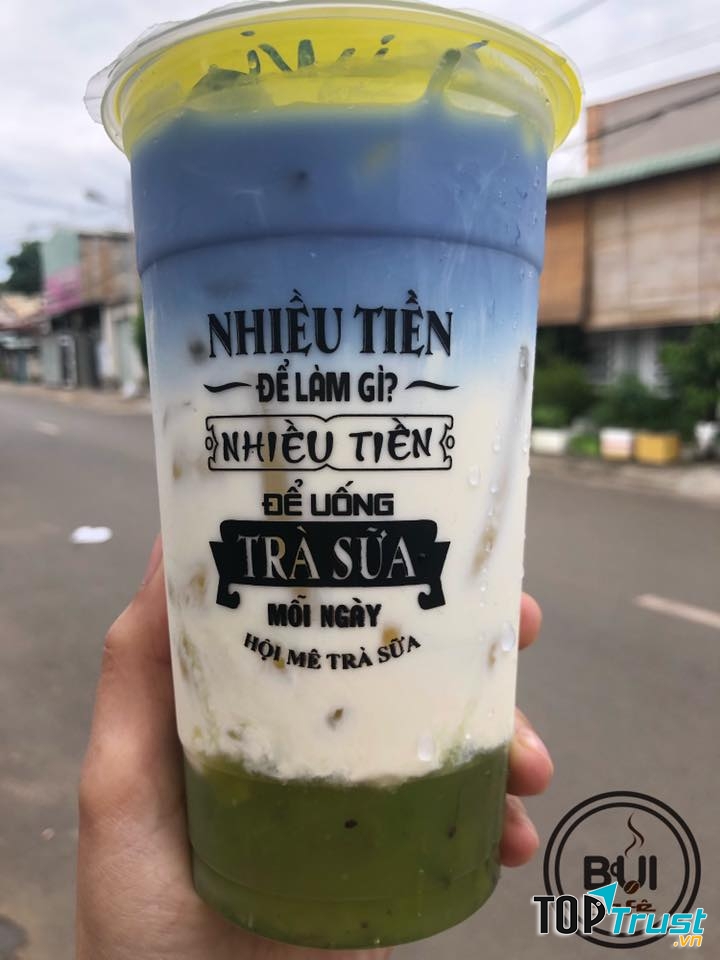 NHIỀU TIỀN
ĐỂ LÀM GÌ?
NHIỀU TIỀN
ĐỂ UỐNG
TRÀ SỮA
MỖI NGÀY
HỘI MÊ TRÀ SỮA
BỤI
TOPTrust
.vn